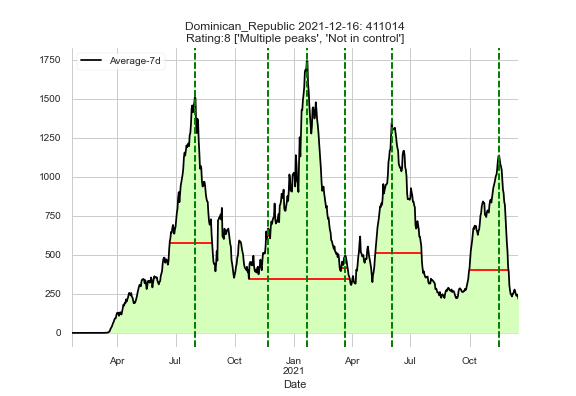 Dominican_Republic 2021-12-16: 411014
Rating:8 ['Multiple peaks', 'Not in control']
Average-7d
1750
1500
1250
1000
750
500
250
0
Apr Jul Oct Jan Apr Jul Oct
2021
Date